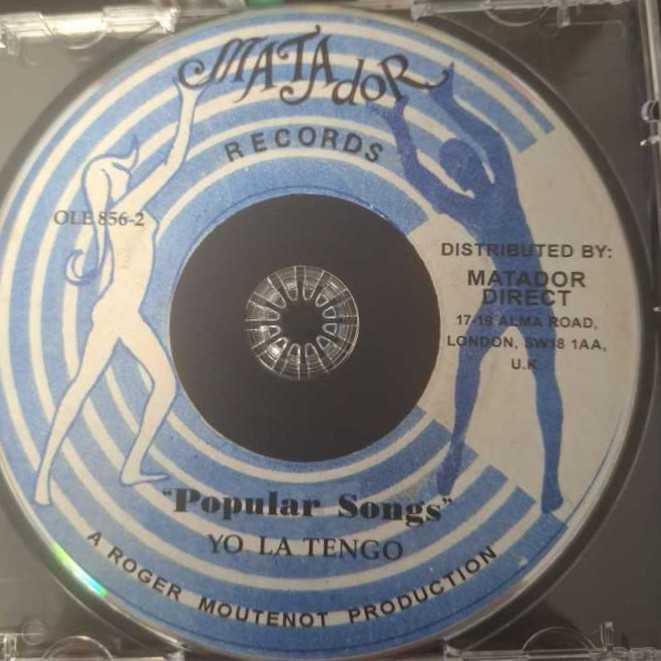 MATAdoR
RECORDS
OLE 856-2
DISTRIBUTED BY:
MATADOR
DIRECT
17-19 ALMA ROAD,
LONDON, SW18 1AA,
U.K
"Popular Songs"
YO LA TENGO
A ROGER MOUTENOT PRODUCTION